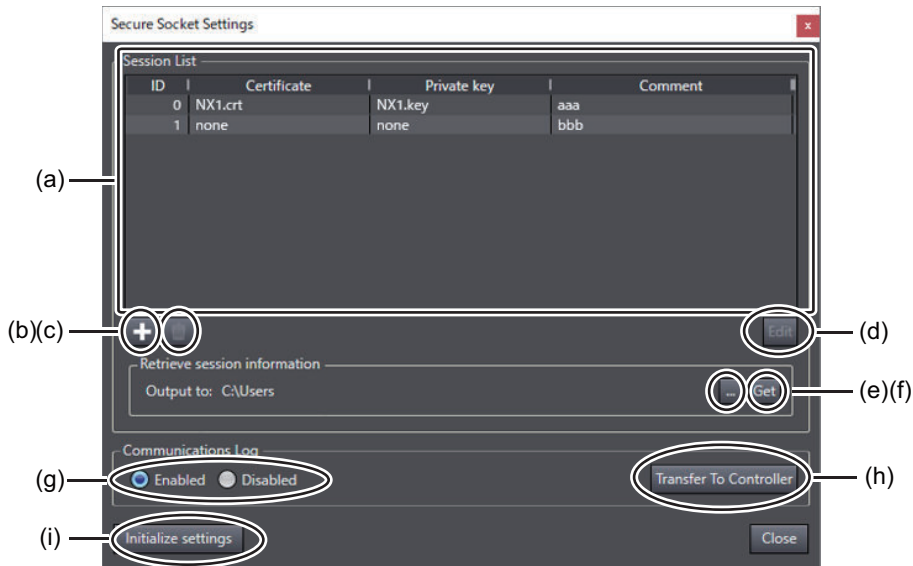 Secure Socket Settings
x
Session List
ID Certificate Private key Comment
0 NX1.crt NX1.key aaa
1 none none bbb
(a)
(b)(c) + Edit (d)
Retrieve session information
Output to: C:\Users ... Get (e)(f)
Communications Log
(g) Enabled Disabled Transfer To Controller (h)
(i) Initialize settings Close